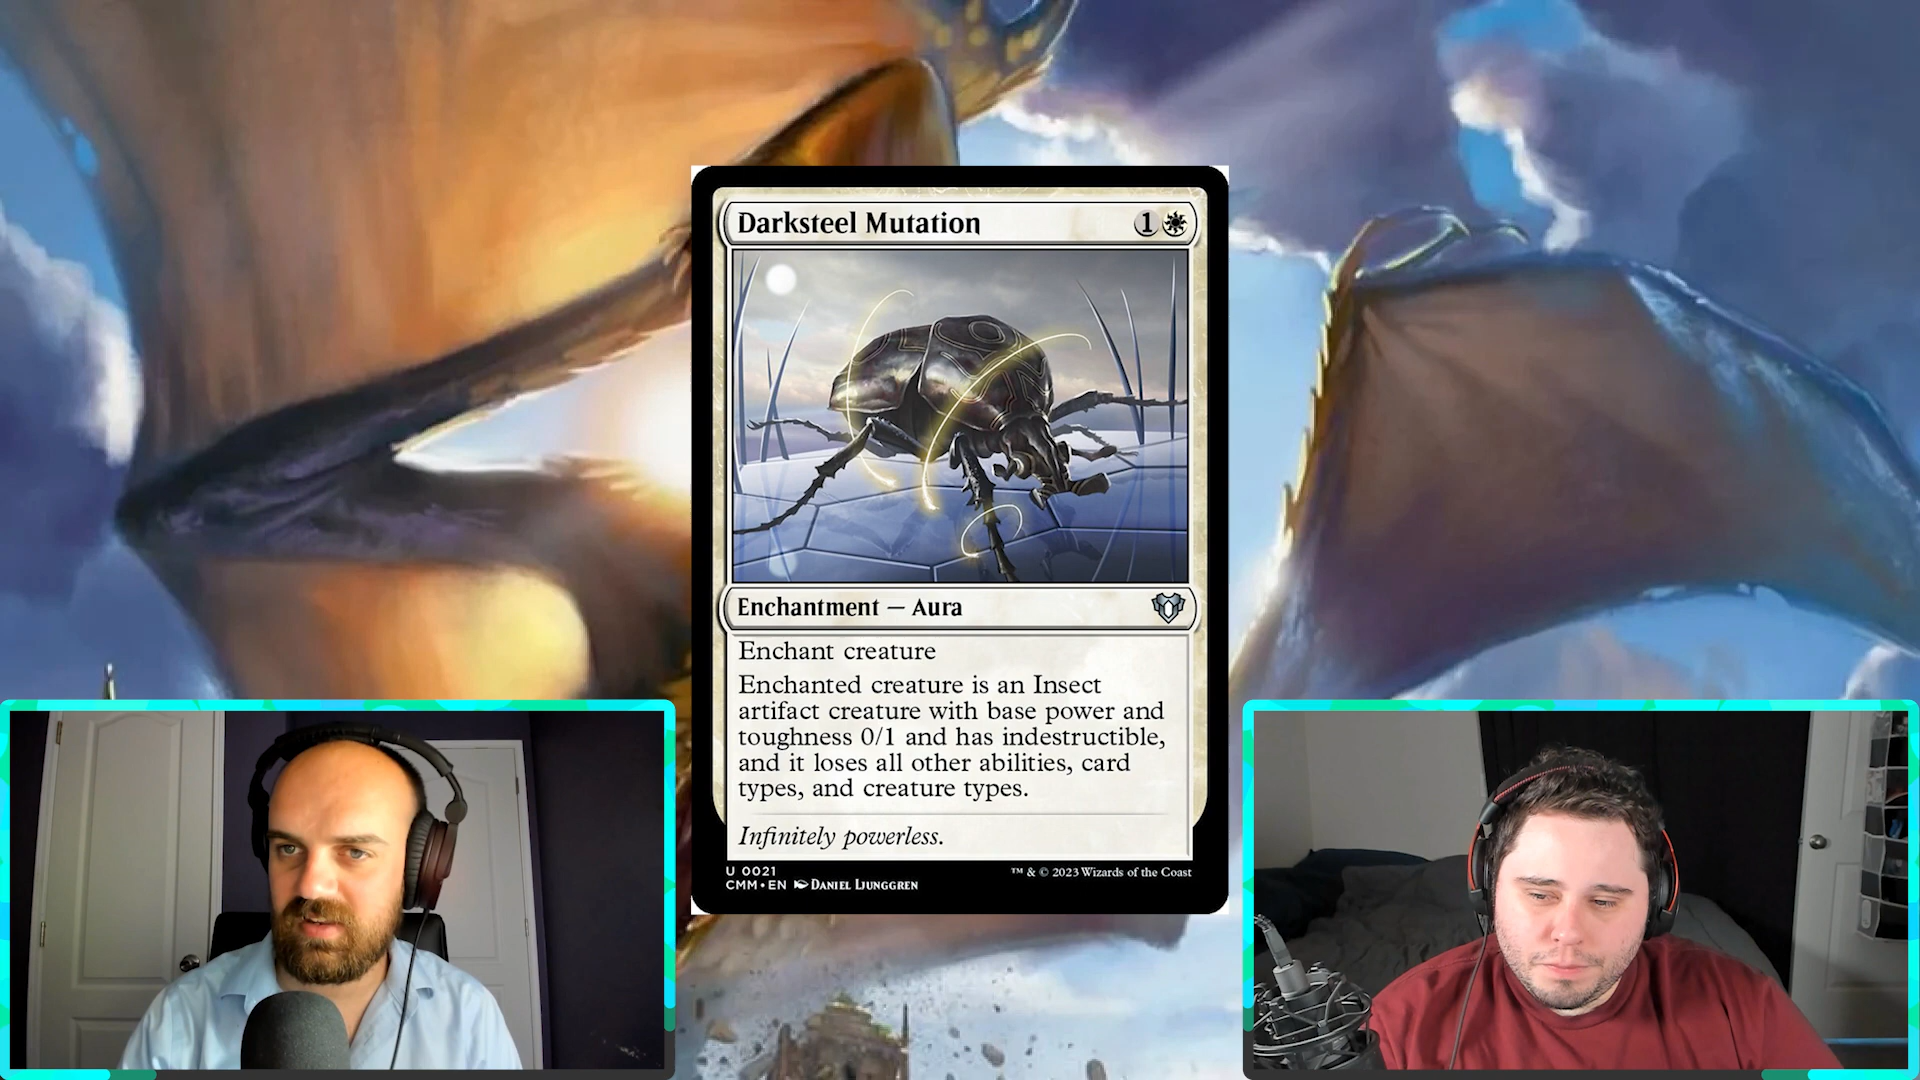 Darksteel Mutation 1
Enchantment — Aura
Enchant creature
Enchanted creature is an Insect
artifact creature with base power and
toughness 0/1 and has indestructible,
and it loses all other abilities, card
types, and creature types.
Infinitely powerless.
U 0021
CMM • EN Daniel Ljunggren
™ & © 2023 Wizards of the Coast